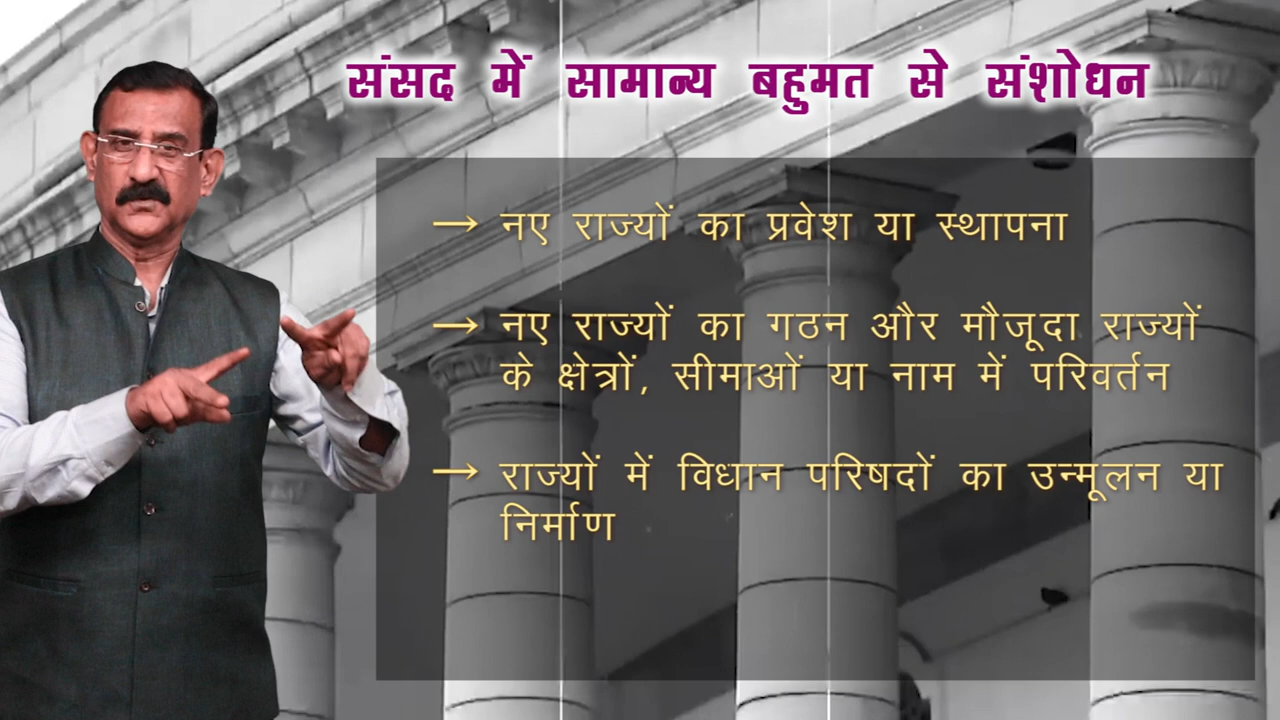 संसद में सामान्य बहुमत से संशोधन
→ नए राज्यों का प्रवेश या स्थापना
→ नए राज्यों का गठन और मौजूदा राज्यों
के क्षेत्रों, सीमाओं या नाम में परिवर्तन
→ राज्यों में विधान परिषदों का उन्मूलन या
निर्माण